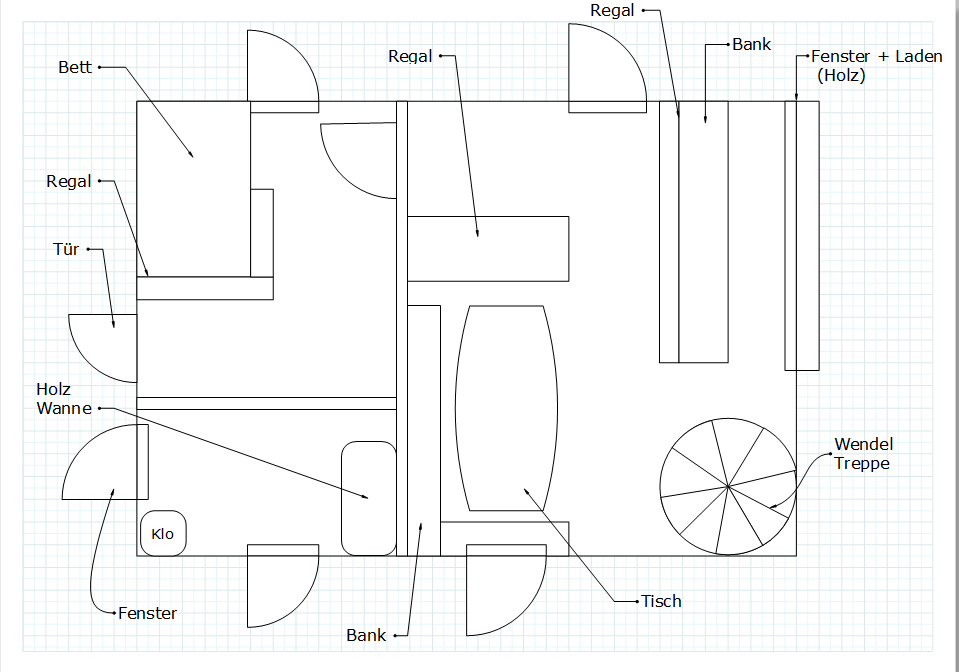 Regal
Bank
Regal
Fenster + Laden
(Holz)
Bett
Regal
Tür
Holz
Wanne
Wendel
Treppe
Klo
Tisch
Fenster
Bank